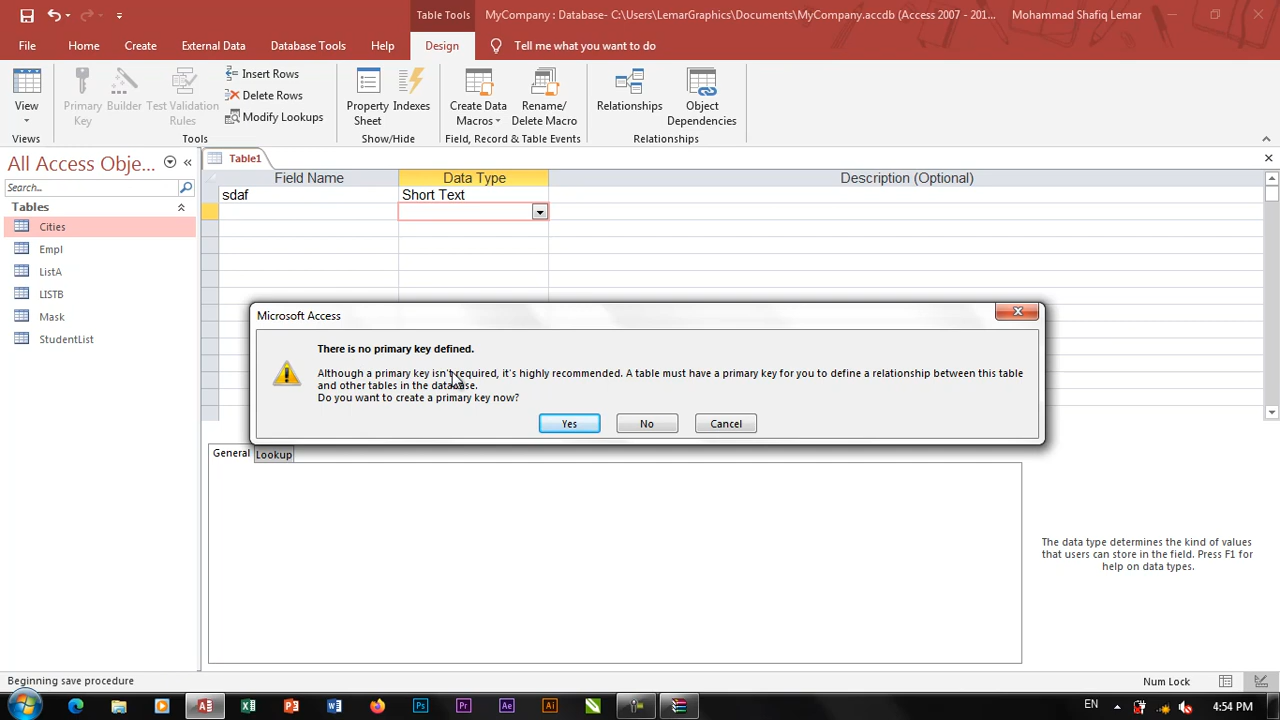 Table Tools
MyCompany : Database- C:\Users\LemarGraphics\Documents\MyCompany.accdb (Access 2007 - 201...
Mohammad Shafiq Lemar
File
Home
Create
External Data
Database Tools
Help
Design
Tell me what you want to do
View
Primary
Key
Builder
Test Validation
Rules
Insert Rows
Delete Rows
Modify Lookups
Property
Sheet
Indexes
Create Data
Macros
Rename/
Delete Macro
Relationships
Object
Dependencies
Views
Tools
Show/Hide
Field, Record & Table Events
Relationships
All Access Obje...
Search...
Tables
Cities
Empl
ListA
LISTB
Mask
StudentList
Table1
Field Name
Data Type
Description (Optional)
sdaf
Short Text
Microsoft Access
There is no primary key defined.
Although a primary key isn't required, it's highly recommended. A table must have a primary key for you to define a relationship between this table
and other tables in the database.
Do you want to create a primary key now?
Yes
No
Cancel
General
Lookup
The data type determines the kind of values
that users can store in the field. Press F1 for
help on data types.
Beginning save procedure
Num Lock
EN
4:54 PM